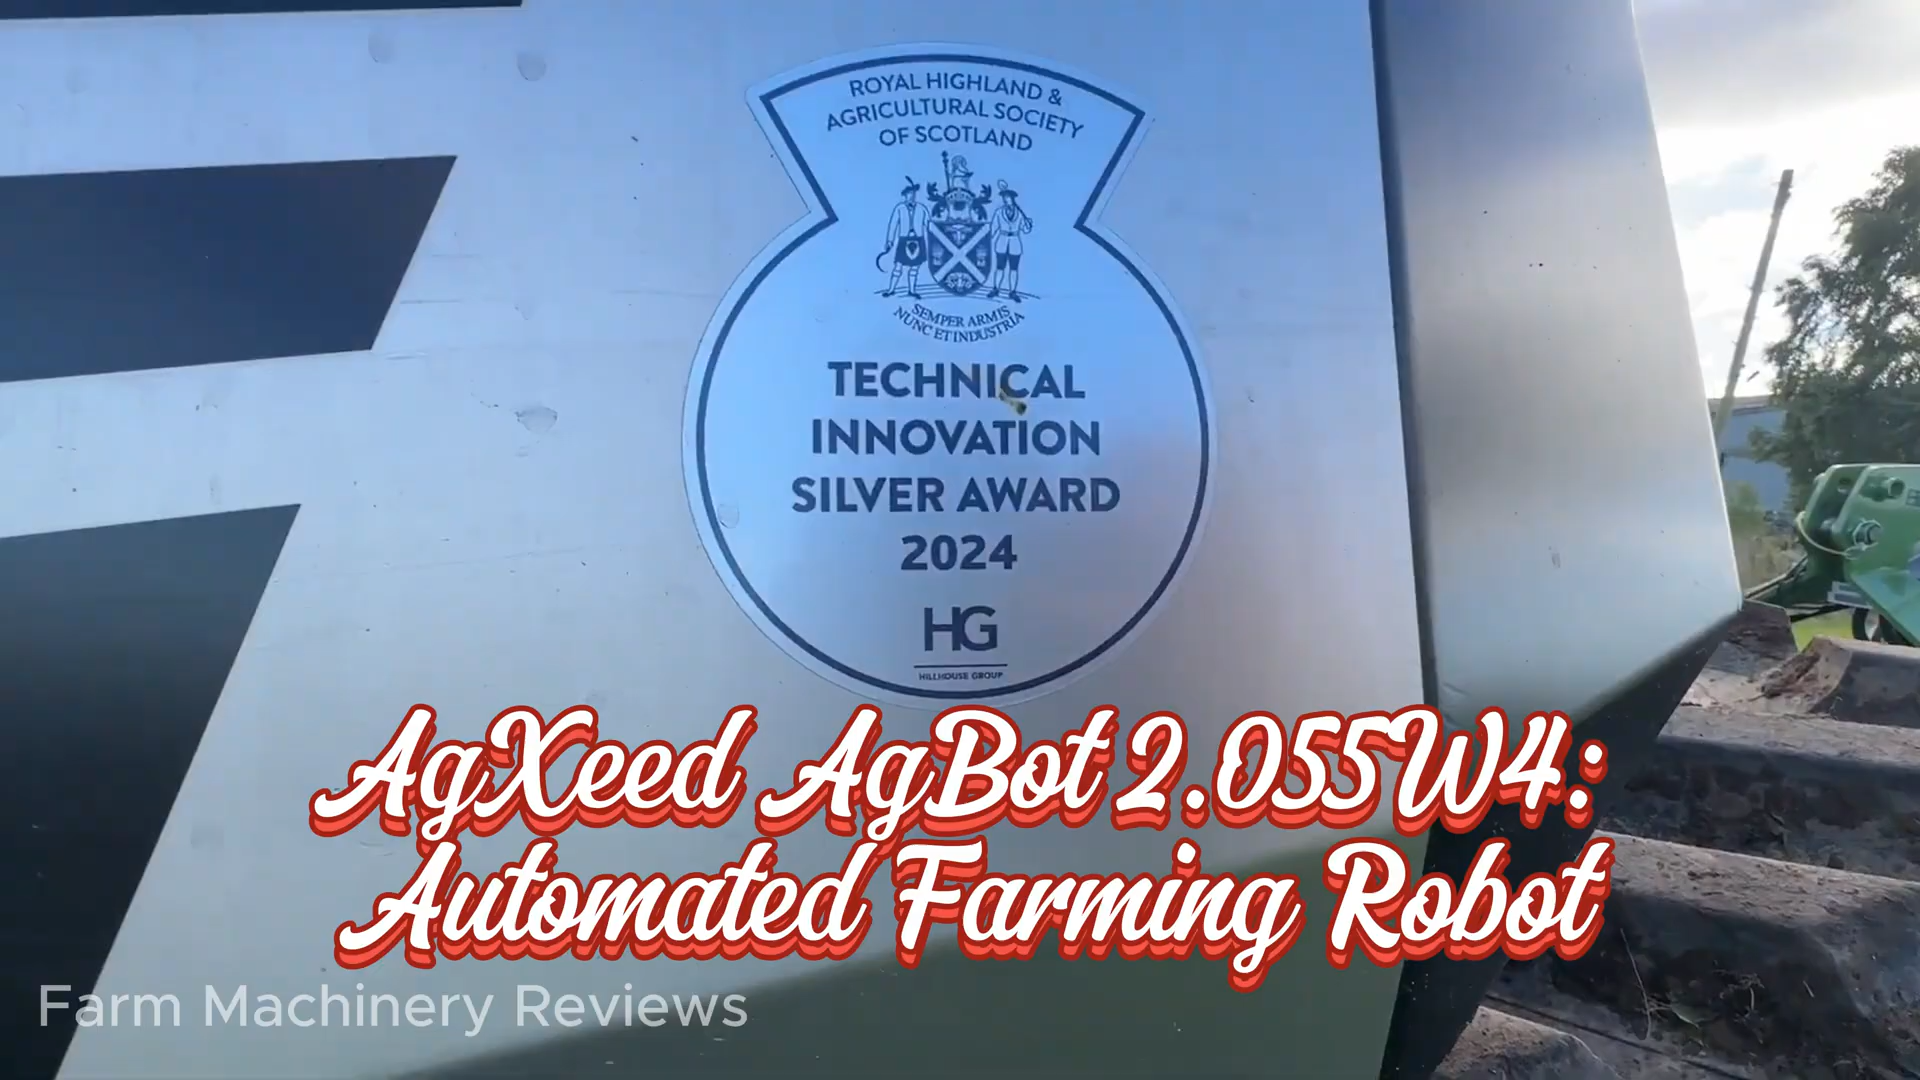 ROYAL HIGHLAND &
AGRICULTURAL SOCIETY
OF SCOTLAND
SEMPER ARMIS
NUNC ET INDUSTRIA
TECHNICAL
INNOVATION
SILVER AWARD
2024
HG
HILLHOUSE GROUP
AgXeed AgBot 2.055W4:
Automated Farming Robot
Farm Machinery Reviews